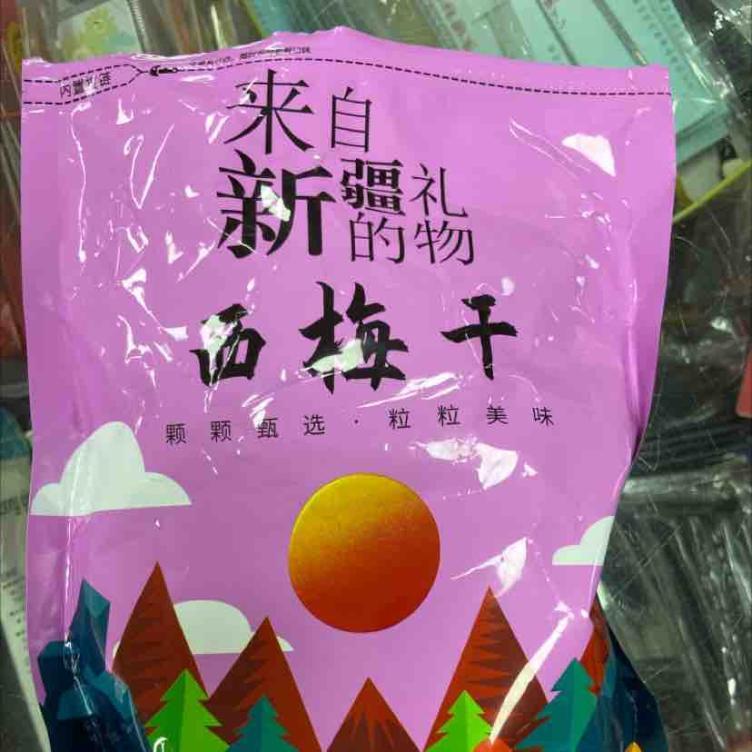 来自
新疆礼
的物
西梅干
颗颗甄选·粒粒美味